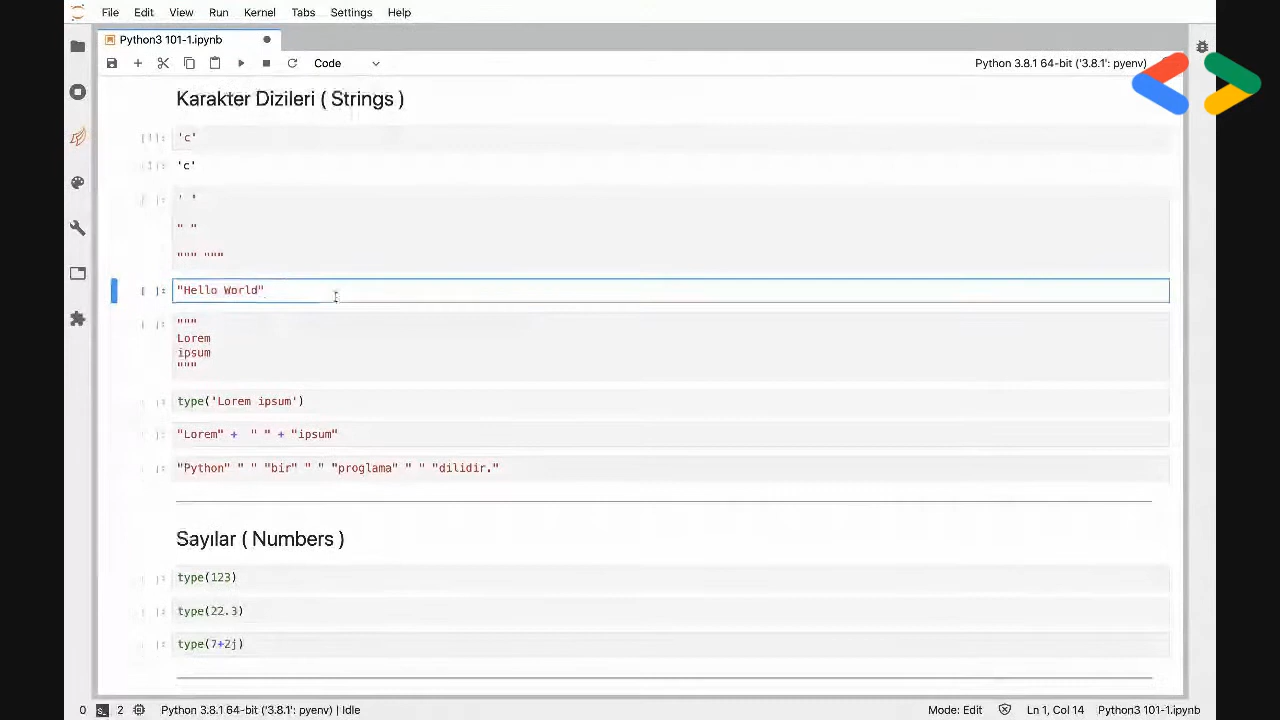 File Edit View Run Kernel Tabs Settings Help
Python3 101-1.ipynb
Code
Python 3.8.1 64-bit ('3.8.1': pyenv)
Karakter Dizileri ( Strings )
'c'
'c'
' '
" "
""" """
[ ]: "Hello World"
"""
Lorem
ipsum
"""
type('Lorem ipsum')
"Lorem" + " " + "ipsum"
"Python" " " "bir" " " "proglama" " " "dilidir."
Sayılar ( Numbers )
type(123)
type(22.3)
type(7+2j)
0 2 Python 3.8.1 64-bit ('3.8.1': pyenv) | Idle Mode: Edit Ln 1, Col 14 Python3 101-1.ipynb